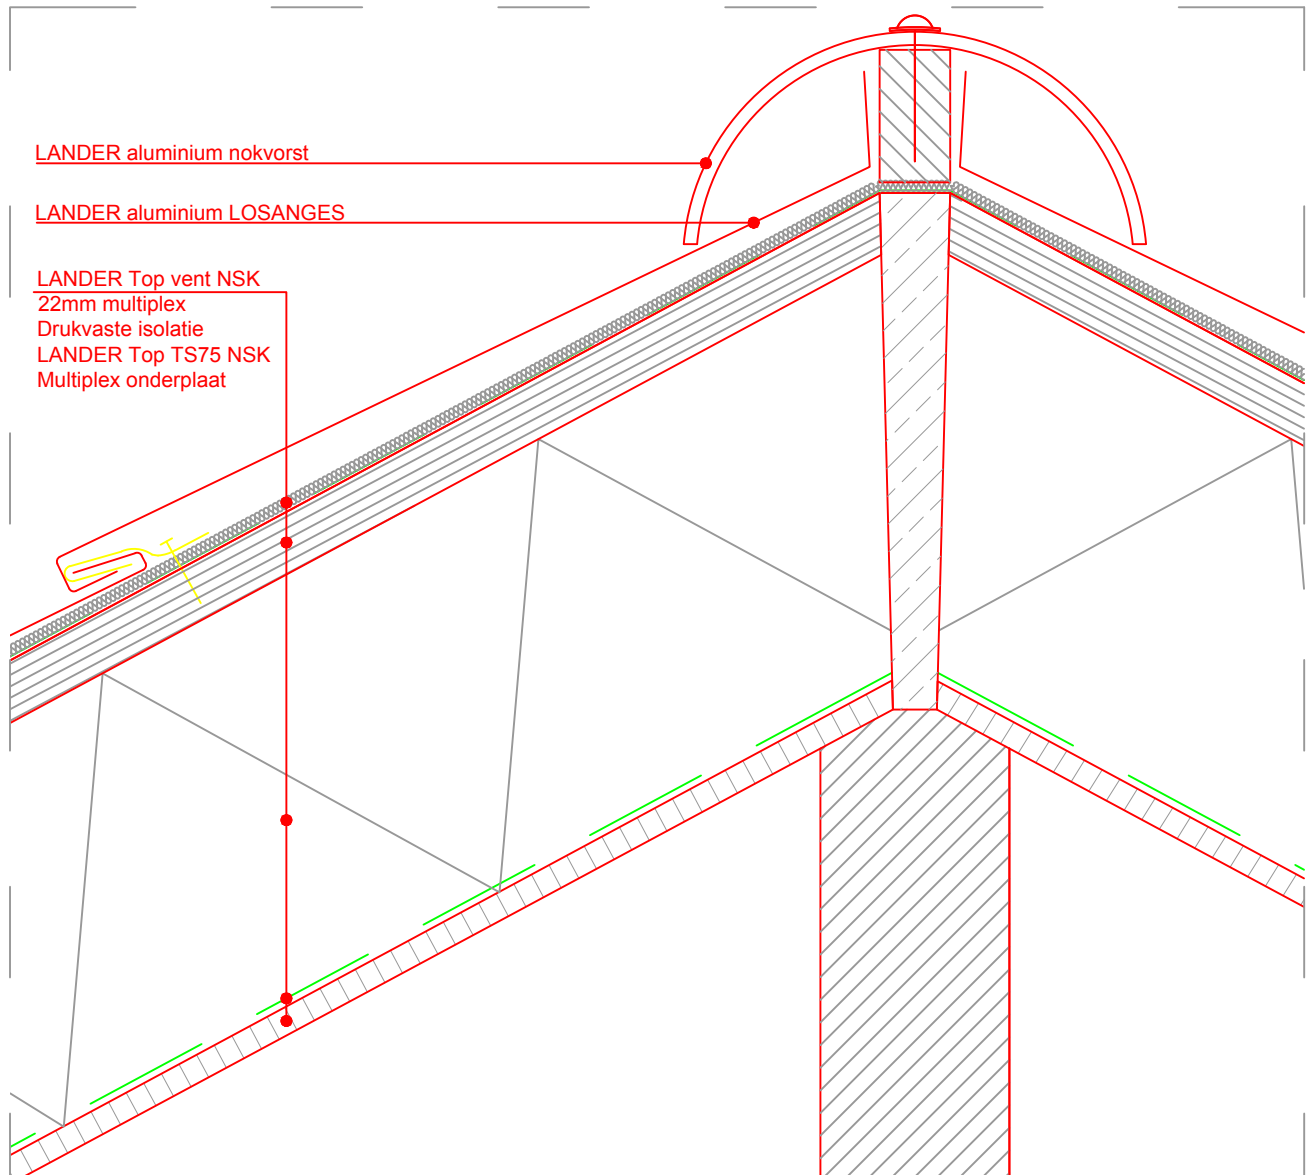 LANDER aluminium nokvorst
LANDER aluminium LOSANGES
LANDER Top vent NSK
22mm multiplex
Drukvaste isolatie
LANDER Top TS75 NSK
Multiplex onderplaat